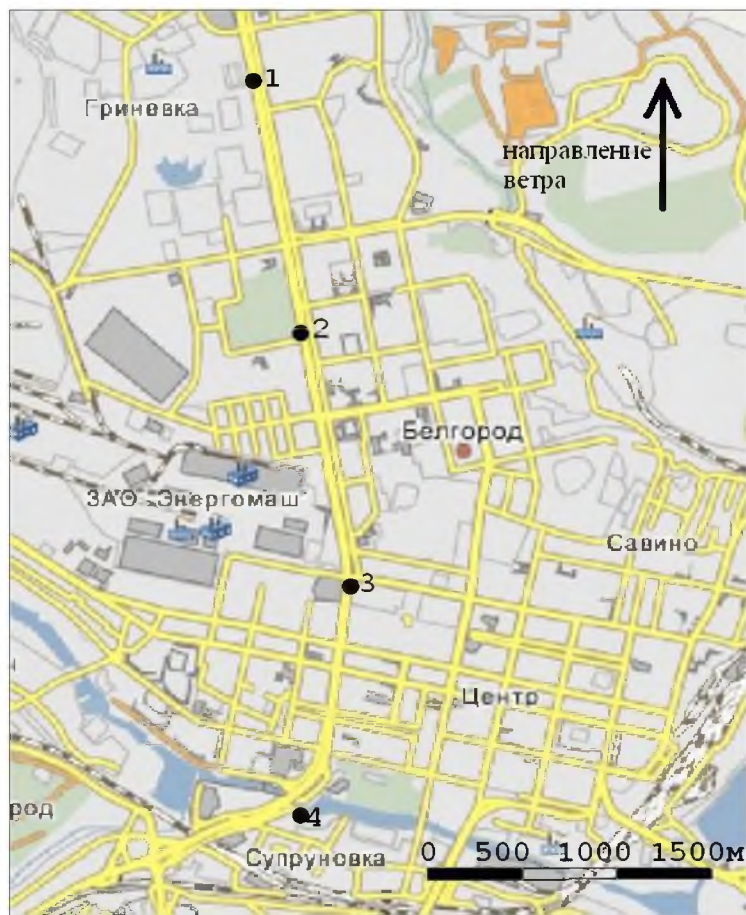 1
Гриневка
направление
ветра
2
Белгород
ЗАО "Энергомаш"
Савино
3
Центр
род
4
Супруновка
0 500 1000 1500м